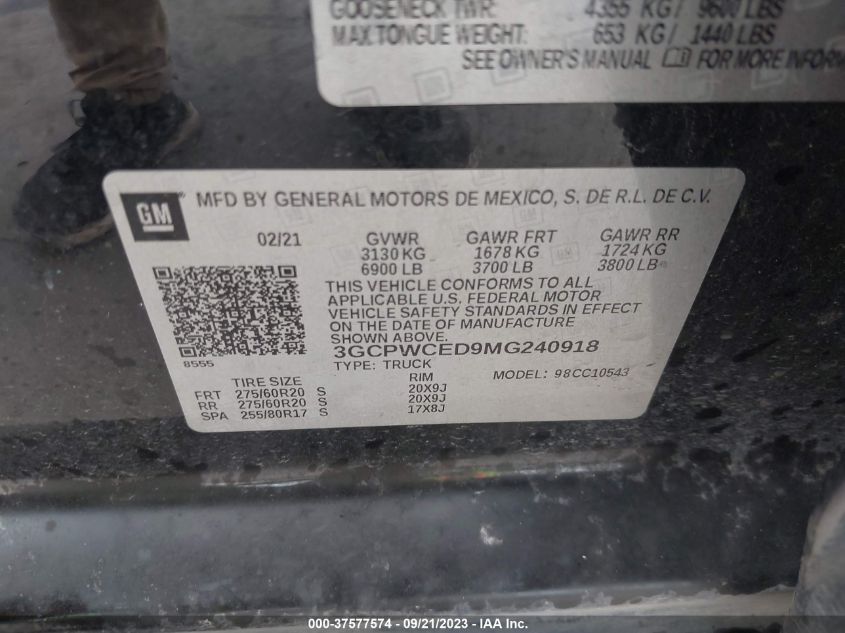 GOOSENECK TWR: 4355 KG / 9600 LBS
MAX TONGUE WEIGHT: 653 KG / 1440 LBS
SEE OWNER'S MANUAL FOR MORE INFORM
GM
MFD BY GENERAL MOTORS DE MEXICO, S. DE R.L. DE C.V.
02/21 GVWR GAWR FRT GAWR RR
3130 KG 1678 KG 1724 KG
6900 LB 3700 LB 3800 LB
THIS VEHICLE CONFORMS TO ALL
APPLICABLE U.S. FEDERAL MOTOR
VEHICLE SAFETY STANDARDS IN EFFECT
ON THE DATE OF MANUFACTURE
SHOWN ABOVE.
8555
3GCPWCED9MG240918
TYPE: TRUCK MODEL: 98CC10543
TIRE SIZE RIM
FRT 275/60R20 S 20X9J
RR 275/60R20 S 20X9J
SPA 255/80R17 S 17X8J
000-37577574 - 09/21/2023 - IAA Inc.